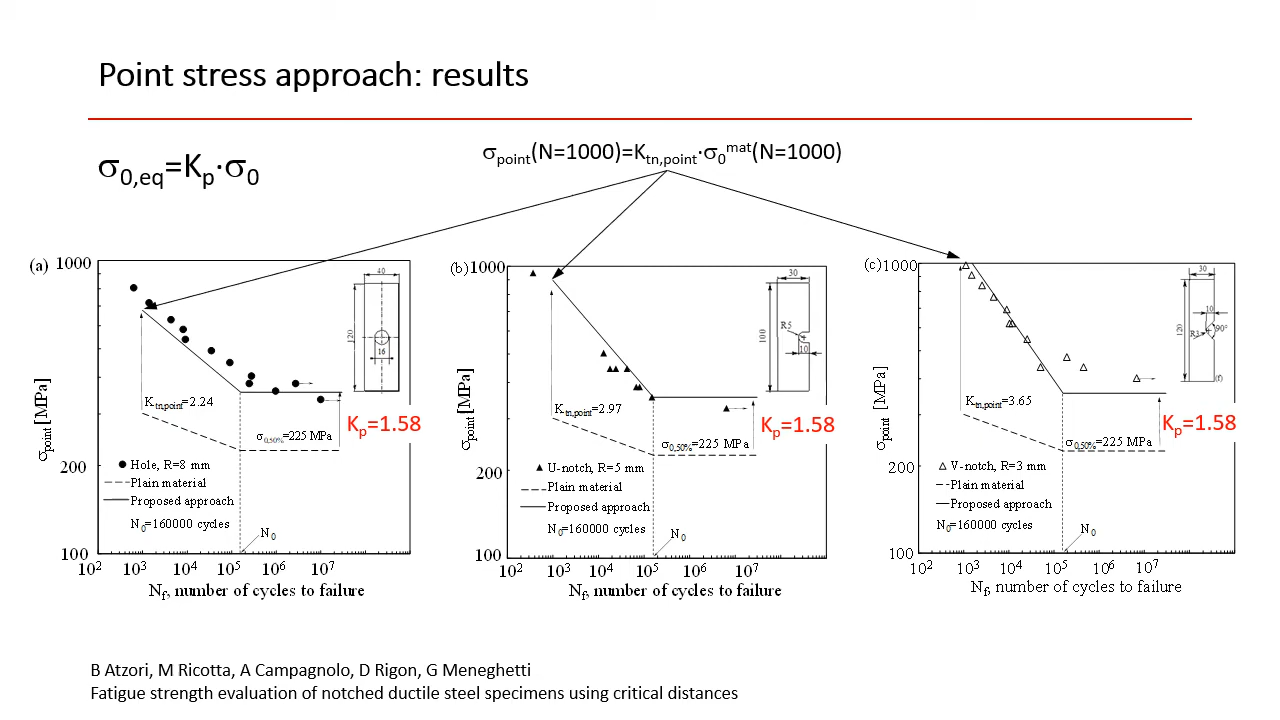 Point stress approach: results
σ0,eq=Kp·σ0
σpoint(N=1000)=Ktn,point·σ0mat(N=1000)
(a)
1000
200
100
σpoint [MPa]
40
120
16
Ktn,point=2.24
σ0,50%=225 MPa
Kp=1.58
Hole, R=8 mm
Plain material
Proposed approach
N0=160000 cycles
N0
10² 10³ 10⁴ 10⁵ 10⁶ 10⁷
Nf, number of cycles to failure
(b)
1000
200
100
σpoint [MPa]
30
100
R5
10
Ktn,point=2.97
σ0,50%=225 MPa
Kp=1.58
U-notch, R=5 mm
Plain material
Proposed approach
N0=160000 cycles
N0
10² 10³ 10⁴ 10⁵ 10⁶ 10⁷
Nf, number of cycles to failure
(c)
1000
200
100
σpoint [MPa]
30
10
120
R3
90°
(f)
Ktn,point=3.65
σ0,50%=225 MPa
Kp=1.58
V-notch, R=3 mm
Plain material
Proposed approach
N0=160000 cycles
N0
10² 10³ 10⁴ 10⁵ 10⁶ 10⁷
Nf, number of cycles to failure
B Atzori, M Ricotta, A Campagnolo, D Rigon, G Meneghetti
Fatigue strength evaluation of notched ductile steel specimens using critical distances